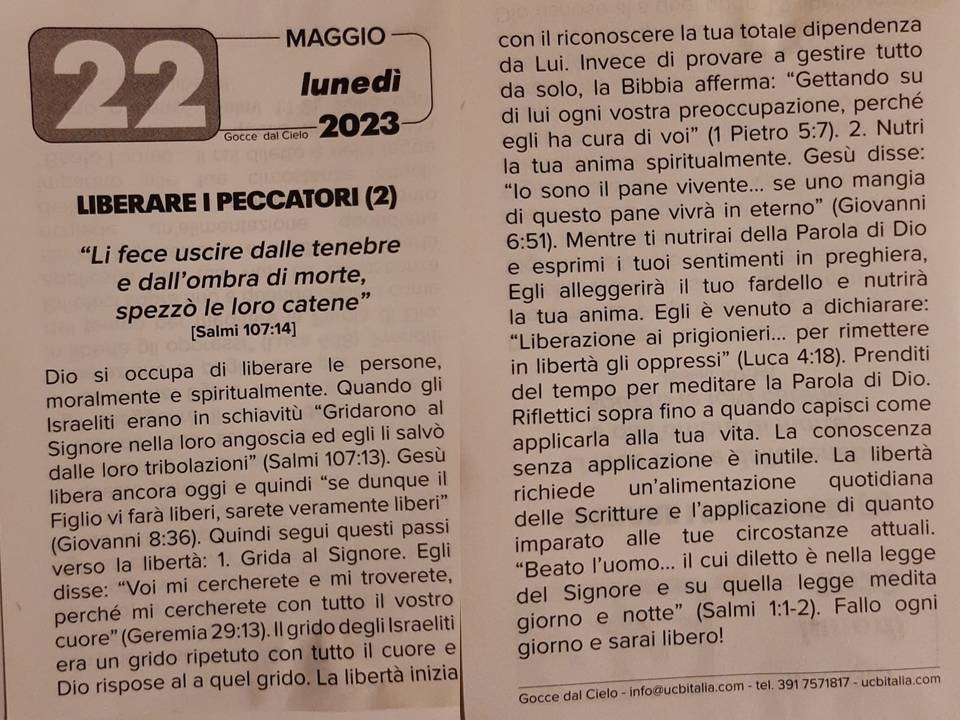 22
MAGGIO
lunedì
Gocce dal Cielo 2023
LIBERARE I PECCATORI (2)
“Li fece uscire dalle tenebre
e dall’ombra di morte,
spezzò le loro catene”
[Salmi 107:14]
Dio si occupa di liberare le persone,
moralmente e spiritualmente. Quando gli
Israeliti erano in schiavitù “Gridarono al
Signore nella loro angoscia ed egli li salvò
dalle loro tribolazioni” (Salmi 107:13). Gesù
libera ancora oggi e quindi “se dunque il
Figlio vi farà liberi, sarete veramente liberi”
(Giovanni 8:36). Quindi segui questi passi
verso la libertà: 1. Grida al Signore. Egli
disse: “Voi mi cercherete e mi troverete,
perché mi cercherete con tutto il vostro
cuore” (Geremia 29:13). Il grido degli Israeliti
era un grido ripetuto con tutto il cuore e
Dio rispose al a quel grido. La libertà inizia
con il riconoscere la tua totale dipendenza
da Lui. Invece di provare a gestire tutto
da solo, la Bibbia afferma: “Gettando su
di lui ogni vostra preoccupazione, perché
egli ha cura di voi” (1 Pietro 5:7). 2. Nutri
la tua anima spiritualmente. Gesù disse:
“Io sono il pane vivente... se uno mangia
di questo pane vivrà in eterno” (Giovanni
6:51). Mentre ti nutrirai della Parola di Dio
e esprimi i tuoi sentimenti in preghiera,
Egli alleggerirà il tuo fardello e nutrirà
la tua anima. Egli è venuto a dichiarare:
“Liberazione ai prigionieri... per rimettere
in libertà gli oppressi” (Luca 4:18). Prenditi
del tempo per meditare la Parola di Dio.
Riflettici sopra fino a quando capisci come
applicarla alla tua vita. La conoscenza
senza applicazione è inutile. La libertà
richiede un’alimentazione quotidiana
delle Scritture e l’applicazione di quanto
imparato alle tue circostanze attuali.
“Beato l’uomo... il cui diletto è nella legge
del Signore e su quella legge medita
giorno e notte” (Salmi 1:1-2). Fallo ogni
giorno e sarai libero!
Gocce dal Cielo - info@ucbitalia.com - tel. 391 7571817 - ucbitalia.com